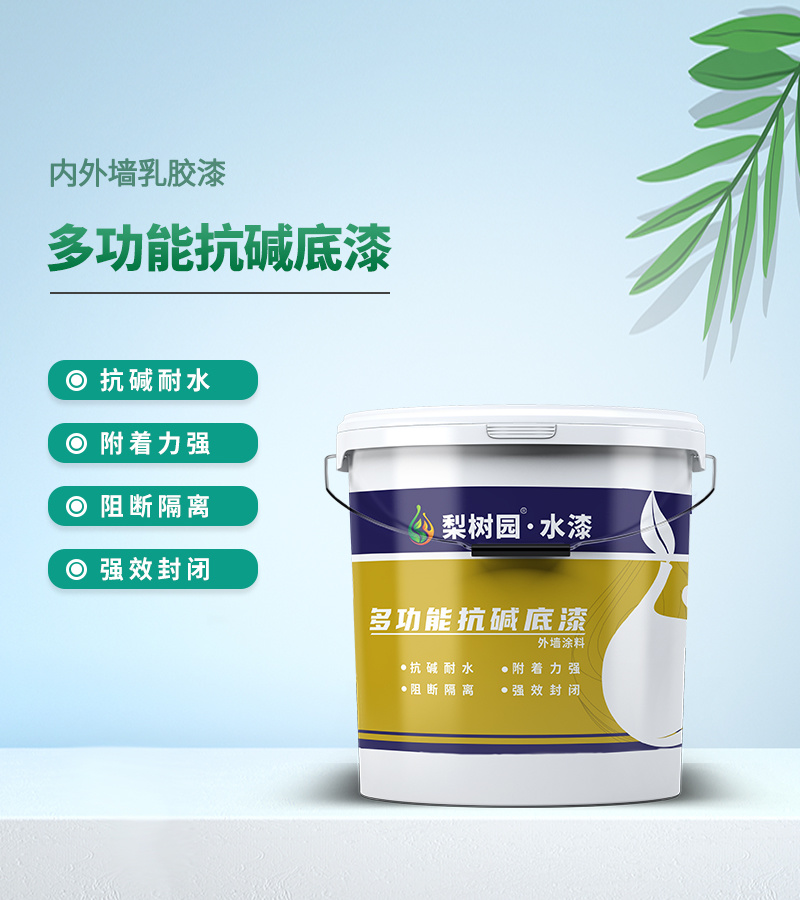 内外墙乳胶漆
多功能抗碱底漆
抗碱耐水
附着力强
阻断隔离
强效封闭
梨树园®·水漆
多功能抗碱底漆
外墙涂料
•抗碱耐水 •附着力强
•阻断隔离 •强效封闭